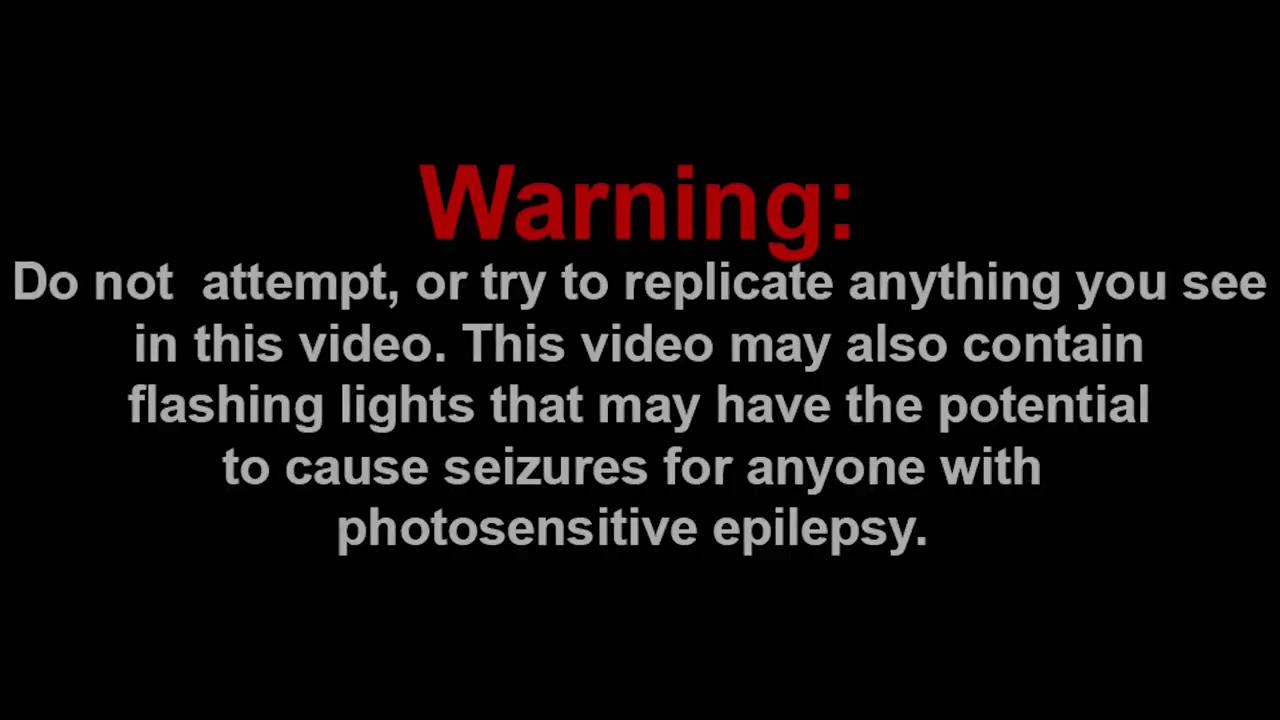 Warning:
Do not  attempt, or try to replicate anything you see
in this video. This video may also contain
flashing lights that may have the potential
to cause seizures for anyone with
photosensitive epilepsy.